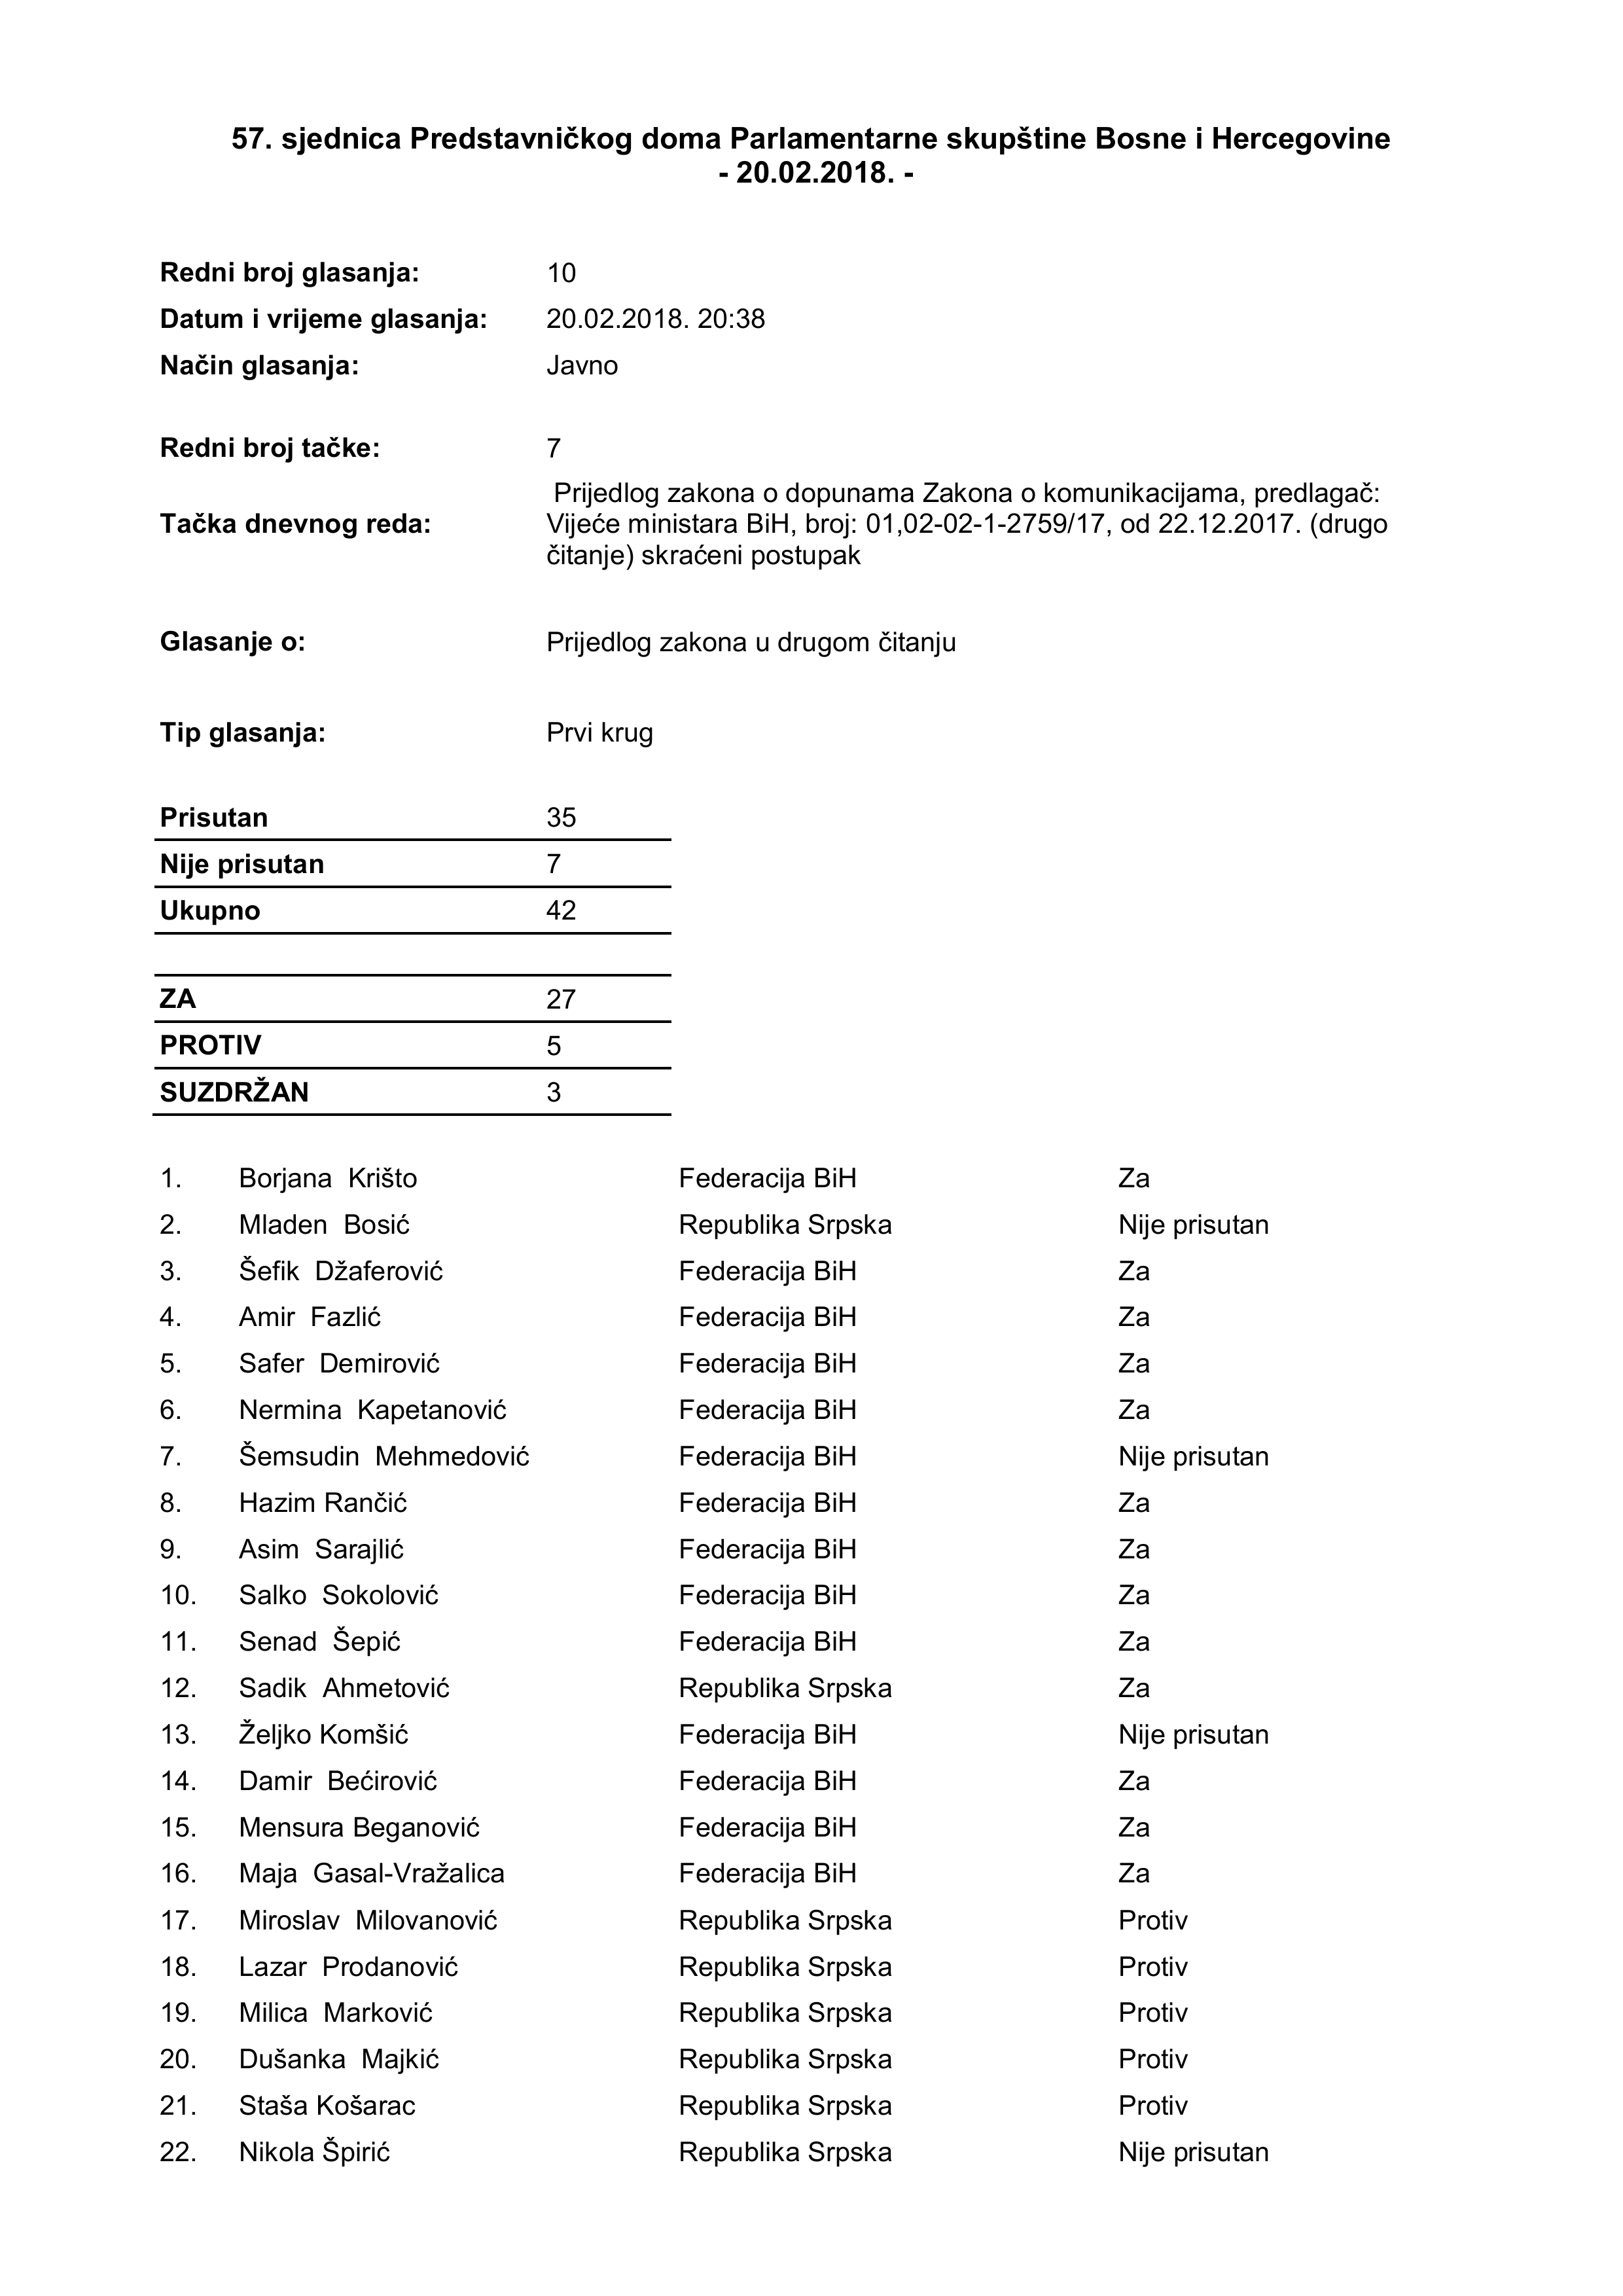 57. sjednica Predstavničkog doma Parlamentarne skupštine Bosne i Hercegovine
- 20.02.2018. -
Redni broj glasanja: 10
Datum i vrijeme glasanja: 20.02.2018. 20:38
Način glasanja: Javno
Redni broj tačke: 7
Tačka dnevnog reda: Prijedlog zakona o dopunama Zakona o komunikacijama, predlagač:
Vijeće ministara BiH, broj: 01,02-02-1-2759/17, od 22.12.2017. (drugo
čitanje) skraćeni postupak
Glasanje o: Prijedlog zakona u drugom čitanju
Tip glasanja: Prvi krug
Prisutan 35
Nije prisutan 7
Ukupno 42
ZA 27
PROTIV 5
SUZDRŽAN 3
1. Borjana Krišto Federacija BiH Za
2. Mladen Bosić Republika Srpska Nije prisutan
3. Šefik Džaferović Federacija BiH Za
4. Amir Fazlić Federacija BiH Za
5. Safer Demirović Federacija BiH Za
6. Nermina Kapetanović Federacija BiH Za
7. Šemsudin Mehmedović Federacija BiH Nije prisutan
8. Hazim Rančić Federacija BiH Za
9. Asim Sarajlić Federacija BiH Za
10. Salko Sokolović Federacija BiH Za
11. Senad Šepić Federacija BiH Za
12. Sadik Ahmetović Republika Srpska Za
13. Željko Komšić Federacija BiH Nije prisutan
14. Damir Bećirović Federacija BiH Za
15. Mensura Beganović Federacija BiH Za
16. Maja Gasal-Vražalica Federacija BiH Za
17. Miroslav Milovanović Republika Srpska Protiv
18. Lazar Prodanović Republika Srpska Protiv
19. Milica Marković Republika Srpska Protiv
20. Dušanka Majkić Republika Srpska Protiv
21. Staša Košarac Republika Srpska Protiv
22. Nikola Špirić Republika Srpska Nije prisutan